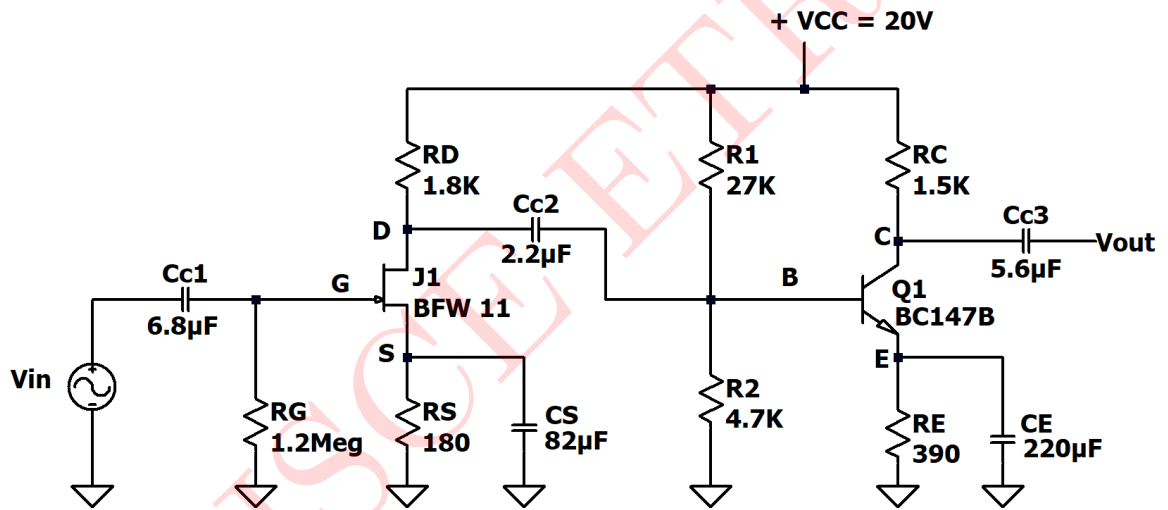 + VCC = 20V
RD
1.8K
R1
27K
RC
1.5K
Cc2
2.2µF
D
C
Cc3
5.6µF
Vout
Cc1
6.8µF
G
J1
BFW 11
B
Q1
BC147B
S
E
Vin
RG
1.2Meg
RS
180
CS
82µF
R2
4.7K
RE
390
CE
220µF